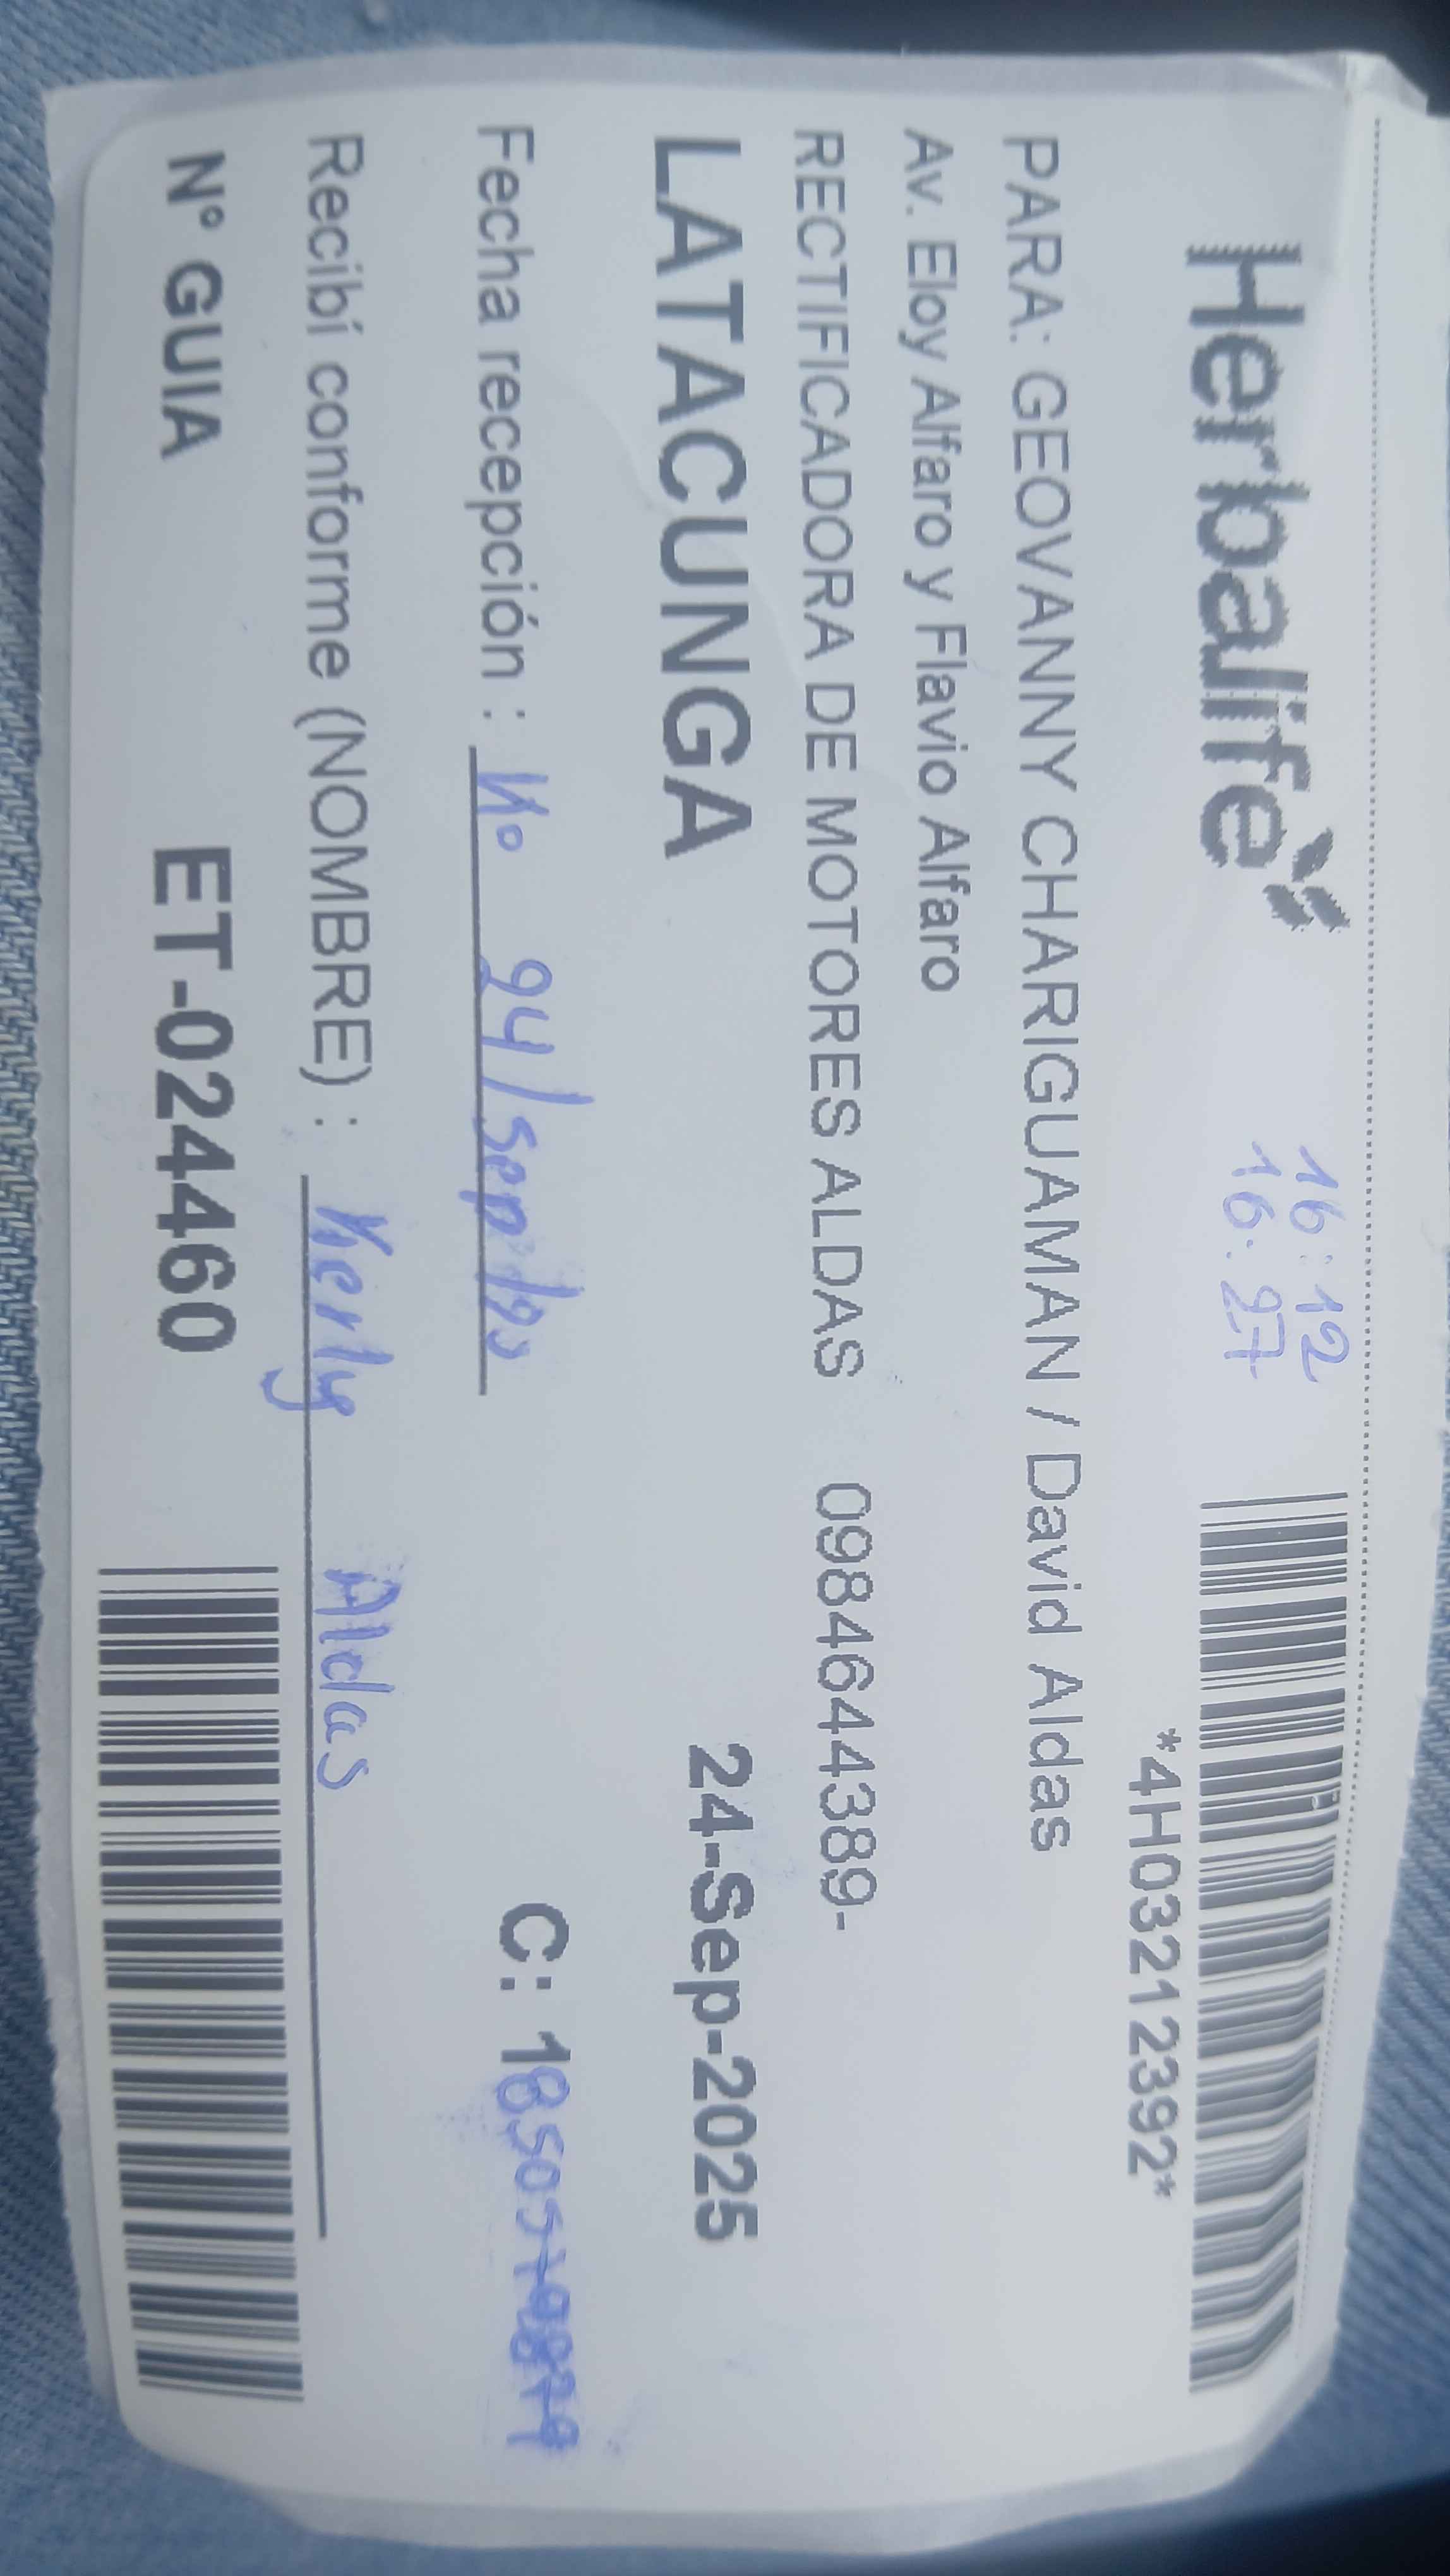 Herbalife
16:12
16:27
*4H03212392*
PARA: GEOVANNY CHARIGUAMAN / David Aldas
Av. Eloy Alfaro y Flavio Alfaro
RECTIFICADORA DE MOTORES ALDAS 0984644389-
LATACUNGA 24-Sep-2025
Fecha recepción : 24/sep/25
C: 1
Recibí conforme (NOMBRE) : Kerly Aldas
N° GUIA ET-024460